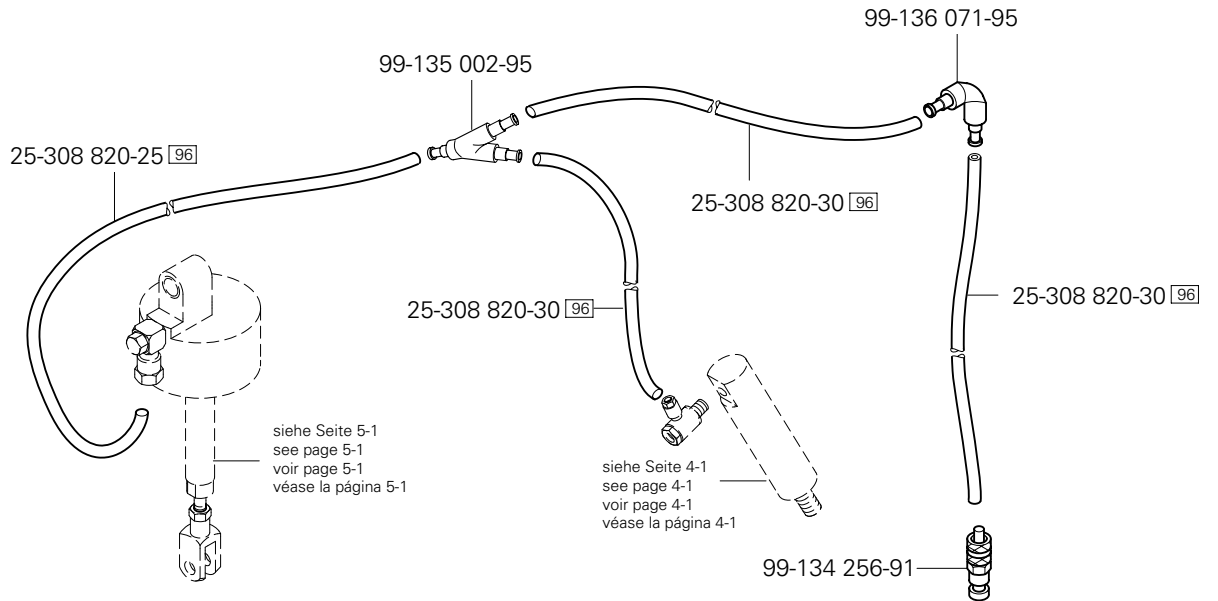 99-136 071-95
99-135 002-95
25-308 820-25 96
25-308 820-30 96
25-308 820-30 96
25-308 820-30 96
siehe Seite 5-1
see page 5-1
voir page 5-1
véase la página 5-1
siehe Seite 4-1
see page 4-1
voir page 4-1
véase la página 4-1
99-134 256-91